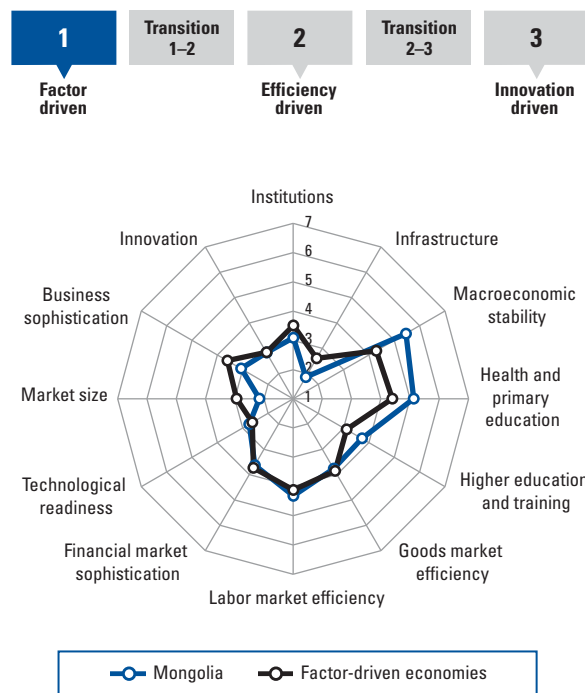 1
Transition
1–2
2
Transition
2–3
3
Factor
driven
Efficiency
driven
Innovation
driven
Institutions
7
6
5
4
3
2
1
Innovation
Infrastructure
Business
sophistication
Macroeconomic
stability
Market size
Health and
primary
education
Technological
readiness
Higher education
and training
Financial market
sophistication
Goods market
efficiency
Labor market efficiency
Mongolia
Factor-driven economies